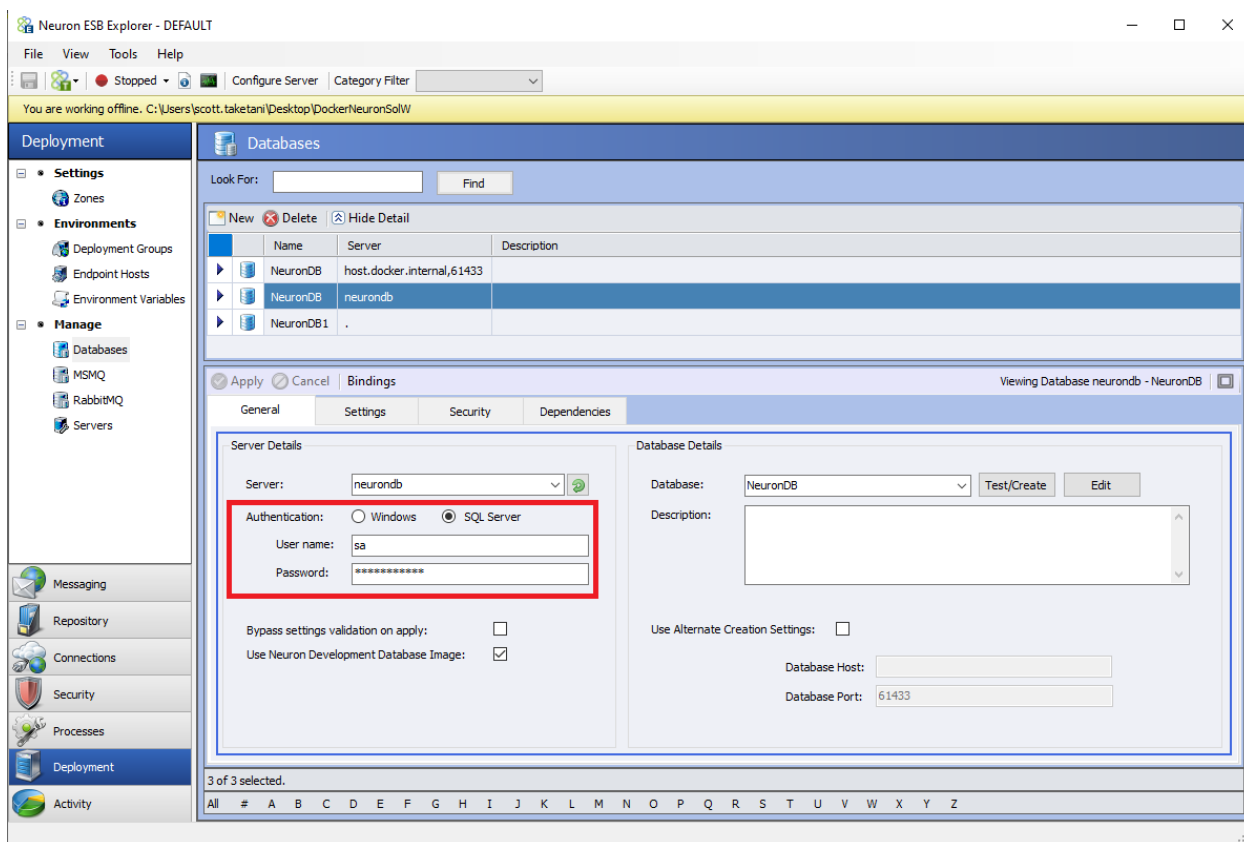 Neuron ESB Explorer - DEFAULT
File View Tools Help
Stopped Configure Server Category Filter
You are working offline. C:\Users\scott.taketani\Desktop\DockerNeuronSolW
Deployment
Settings
Zones
Environments
Deployment Groups
Endpoint Hosts
Environment Variables
Manage
Databases
MSMQ
RabbitMQ
Servers
Messaging
Repository
Connections
Security
Processes
Deployment
Activity
Databases
Look For: Find
New Delete Hide Detail
Name Server Description
NeuronDB host.docker.internal,61433
NeuronDB neurondb
NeuronDB1 .
Apply Cancel Bindings Viewing Database neurondb - NeuronDB
General Settings Security Dependencies
Server Details
Server: neurondb
Authentication: Windows SQL Server
User name: sa
Password: ***********
Bypass settings validation on apply:
Use Neuron Development Database Image:
Database Details
Database: NeuronDB Test/Create Edit
Description:
Use Alternate Creation Settings:
Database Host:
Database Port: 61433
3 of 3 selected.
All # A B C D E F G H I J K L M N O P Q R S T U V W X Y Z